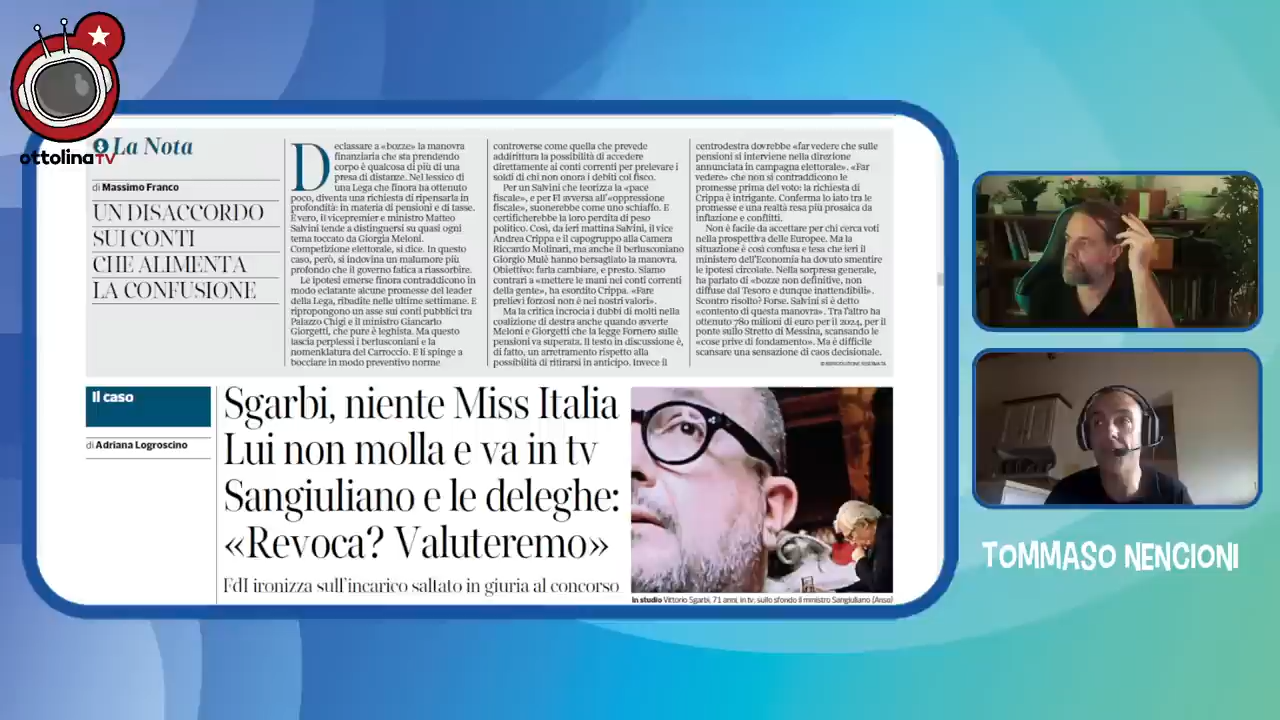 ottolinaTV
La Nota
di Massimo Franco
UN DISACCORDO
SUI CONTI
CHE ALIMENTA
LA CONFUSIONE
Declassare a «bozze» la manovra
finanziaria che sta prendendo
corpo è qualcosa di più di una
presa di distanze. Nel lessico di
una Lega che finora ha ottenuto
poco, diventa una richiesta di ripensarla in
profondità: in materia di pensioni e di tasse.
È vero, il vicepremier e ministro Matteo
Salvini tende a distinguersi su quasi ogni
tema toccato da Giorgia Meloni.
Competizione elettorale, si dice. In questo
caso, però, si indovina un malumore più
profondo che il governo fatica a riassorbire.
Le ipotesi emerse finora contraddicono in
modo eclatante alcune promesse del leader
della Lega, ribadite nelle ultime settimane. E
ripropongono un asse sui conti pubblici tra
Palazzo Chigi e il ministro Giancarlo
Giorgetti, che pure è leghista. Ma questo
lascia perplessi i berlusconiani e la
nomenklatura del Carroccio. E li spinge a
bocciare in modo preventivo norme
controverse come quella che prevede
addirittura la possibilità di accedere
direttamente ai conti correnti per prelevare i
soldi di chi non onora i debiti col fisco.
Per un Salvini che teorizza la «pace
fiscale», e per FI avversa all'«oppressione
fiscale», suonerebbe come uno schiaffo. E
certificherebbe la loro perdita di peso
politico. Così, da ieri mattina Salvini, il vice
Andrea Crippa e il capogruppo alla Camera
Riccardo Molinari, ma anche il berlusconiano
Giorgio Mulè hanno bersagliato la manovra.
Obiettivo: farla cambiare, e presto. Siamo
contrari a «mettere le mani nei conti correnti
della gente», ha esordito Crippa. «Fare
prelievi forzosi non è nei nostri valori».
Ma la critica incrocia i dubbi di molti nella
coalizione di destra anche quando avverte
Meloni e Giorgetti che la legge Fornero sulle
pensioni va superata. Il testo in discussione è,
di fatto, un arretramento rispetto alla
possibilità di ritirarsi in anticipo. Invece il
centrodestra dovrebbe «far vedere che sulle
pensioni si interviene nella direzione
annunciata in campagna elettorale». «Far
vedere» che non si contraddicono le
promesse prima del voto: la richiesta di
Crippa è intrigante. Conferma lo iato tra le
promesse e una realtà resa più prosaica da
inflazione e conflitti.
Non è facile da accettare per chi cerca voti
nella prospettiva delle Europee. Ma la
situazione è così confusa e tesa che ieri il
ministero dell'Economia ha dovuto smentire
le ipotesi circolate. Nella sorpresa generale,
ha parlato di «bozze non definitive, non
diffuse dal Tesoro e dunque inattendibili».
Scontro risolto? Forse. Salvini si è detto
«contento di questa manovra». Tra l'altro ha
ottenuto 780 milioni di euro per il 2024, per il
ponte sullo Stretto di Messina, scansando le
«cose prive di fondamento». Ma è difficile
scansare una sensazione di caos decisionale.
© RIPRODUZIONE RISERVATA
Il caso
di Adriana Logroscino
Sgarbi, niente Miss Italia
Lui non molla e va in tv
Sangiuliano e le deleghe:
«Revoca? Valuteremo»
FdI ironizza sull'incarico saltato in giuria al concorso
In studio Vittorio Sgarbi, 71 anni, in tv, sullo sfondo il ministro Sangiuliano (Ansa)
TOMMASO NENCIONI